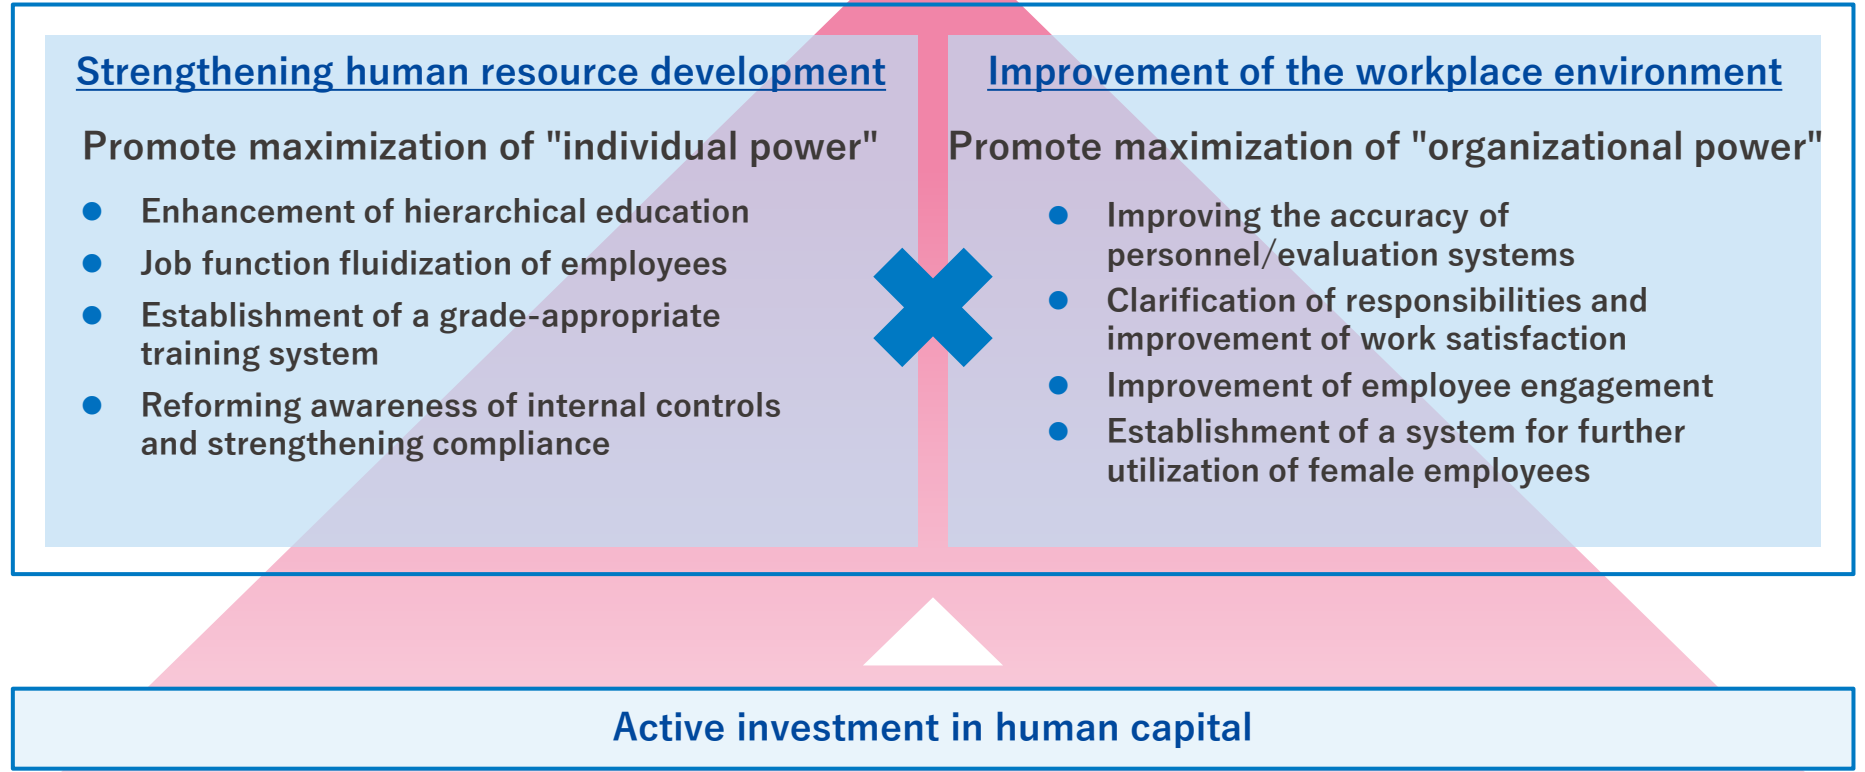 Strengthening human resource development
Promote maximization of "individual power"
● Enhancement of hierarchical education
● Job function fluidization of employees
● Establishment of a grade-appropriate
training system
● Reforming awareness of internal controls
and strengthening compliance
Improvement of the workplace environment
Promote maximization of "organizational power"
● Improving the accuracy of
personnel/evaluation systems
● Clarification of responsibilities and
improvement of work satisfaction
● Improvement of employee engagement
● Establishment of a system for further
utilization of female employees
Active investment in human capital